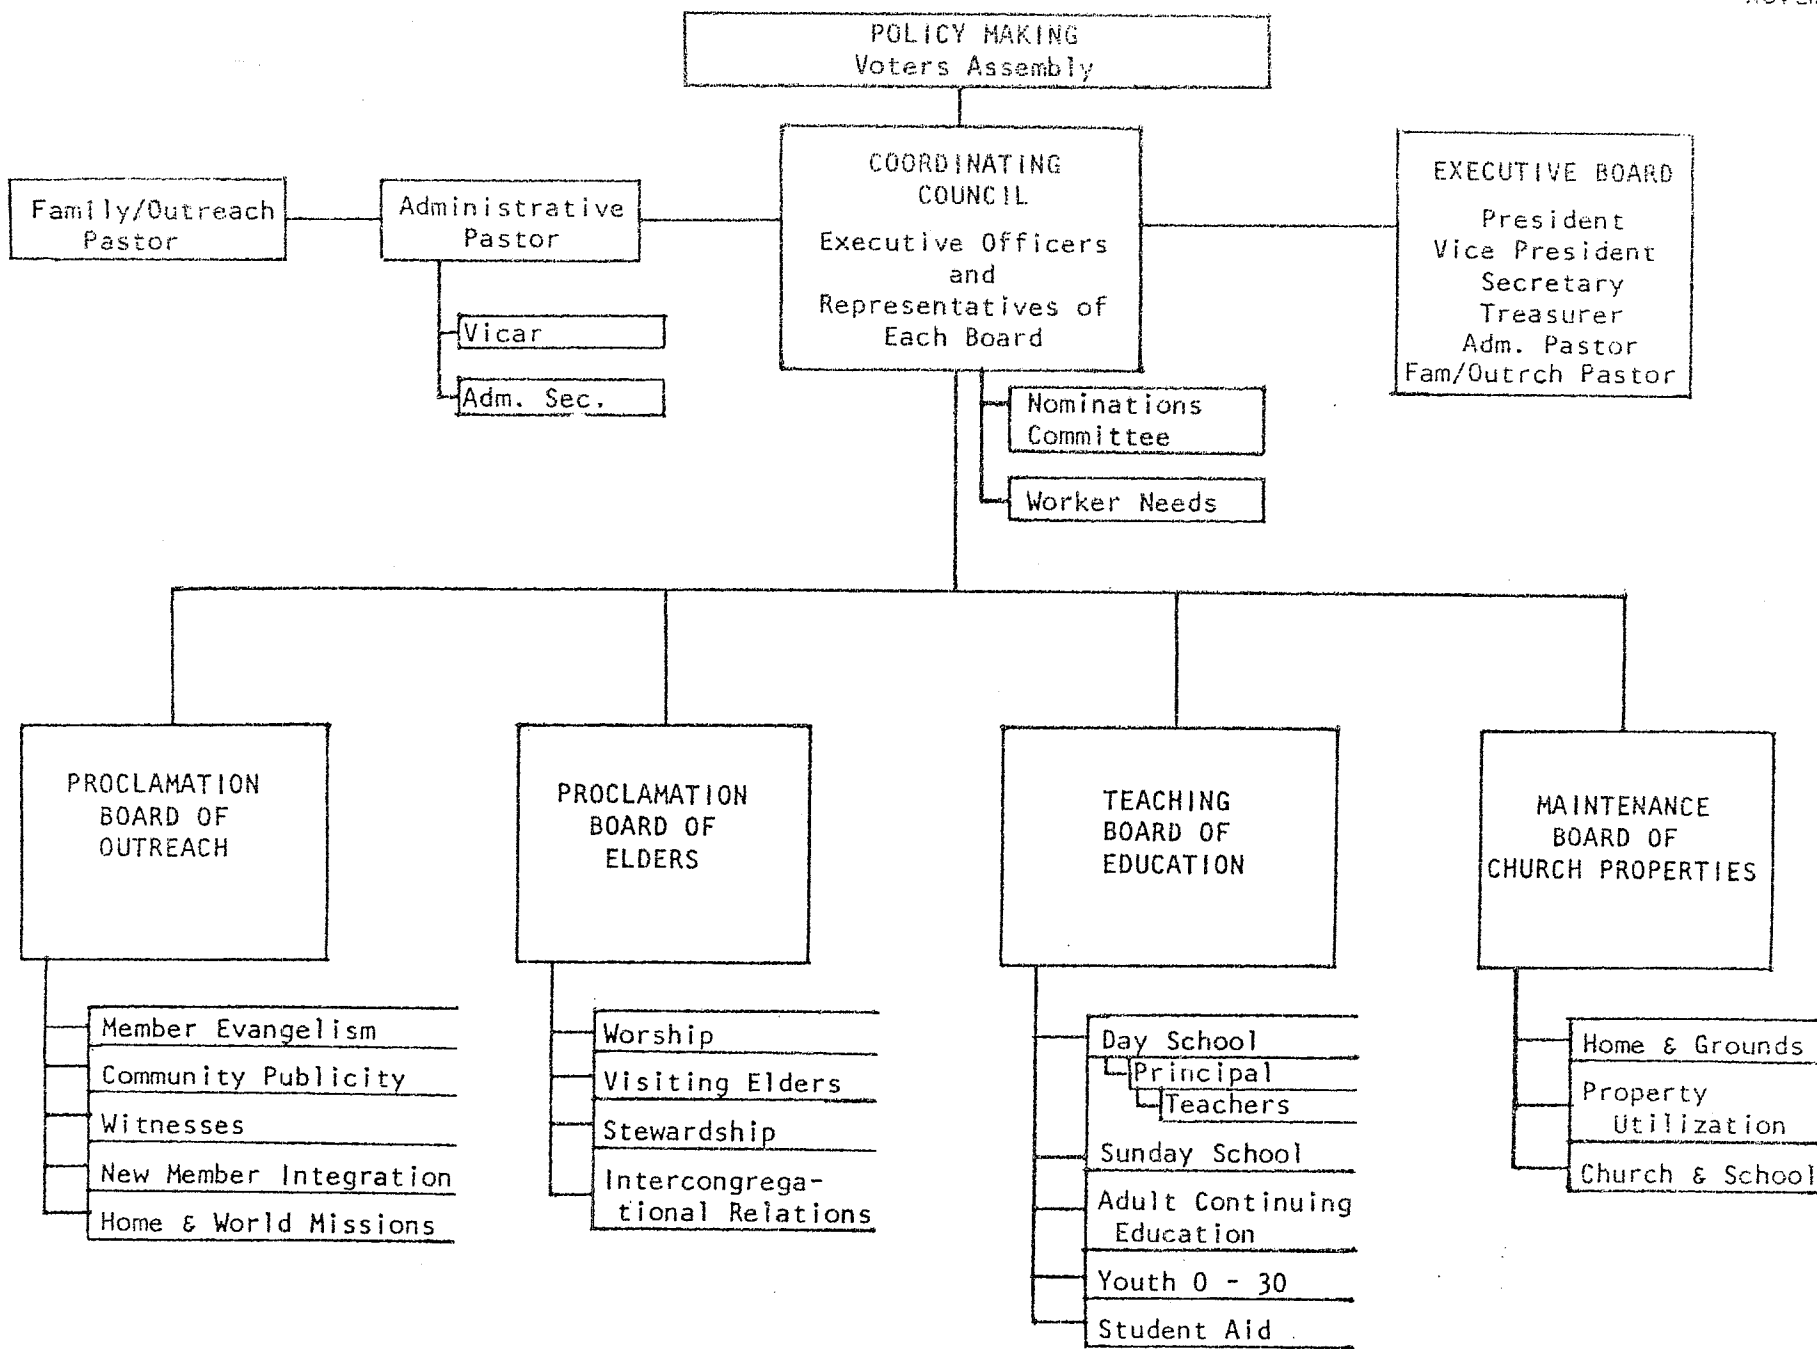 POLICY MAKING
Voters Assembly
Family/Outreach
Pastor
Administrative
Pastor
Vicar
Adm. Sec.
COORDINATING
COUNCIL
Executive Officers
and
Representatives of
Each Board
Nominations
Committee
Worker Needs
EXECUTIVE BOARD
President
Vice President
Secretary
Treasurer
Adm. Pastor
Fam/Outrch Pastor
PROCLAMATION
BOARD OF
OUTREACH
Member Evangelism
Community Publicity
Witnesses
New Member Integration
Home & World Missions
PROCLAMATION
BOARD OF
ELDERS
Worship
Visiting Elders
Stewardship
Intercongrega-
tional Relations
TEACHING
BOARD OF
EDUCATION
Day School
Principal
Teachers
Sunday School
Adult Continuing
Education
Youth 0 - 30
Student Aid
MAINTENANCE
BOARD OF
CHURCH PROPERTIES
Home & Grounds
Property
Utilization
Church & School